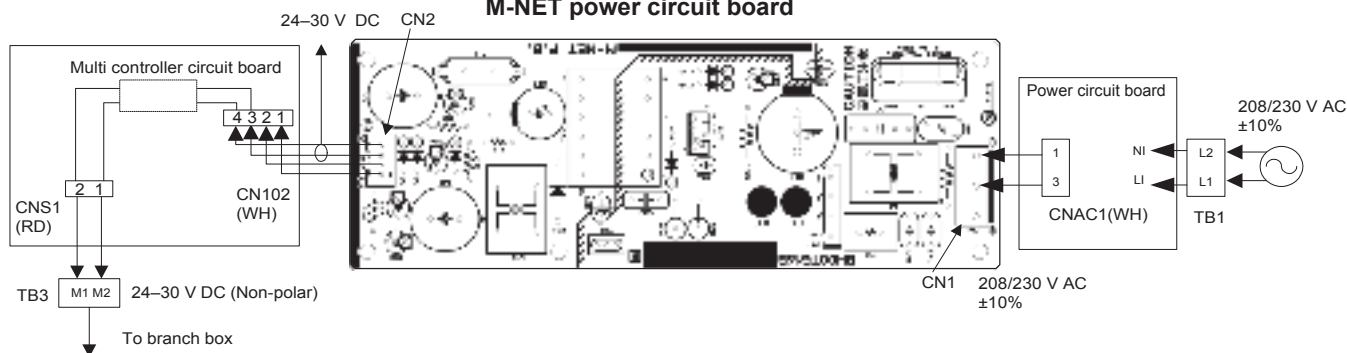 M-NET power circuit board
24–30 V DC
CN2
Multi controller circuit board
4 3 2 1
CN102
(WH)
2 1
CNS1
(RD)
TB3
M1 M2
24–30 V DC (Non-polar)
To branch box
M-NET P.B.
CAUTION
Power circuit board
1
3
CNAC1(WH)
NI
LI
L2
L1
TB1
208/230 V AC
±10%
CN1
208/230 V AC
±10%